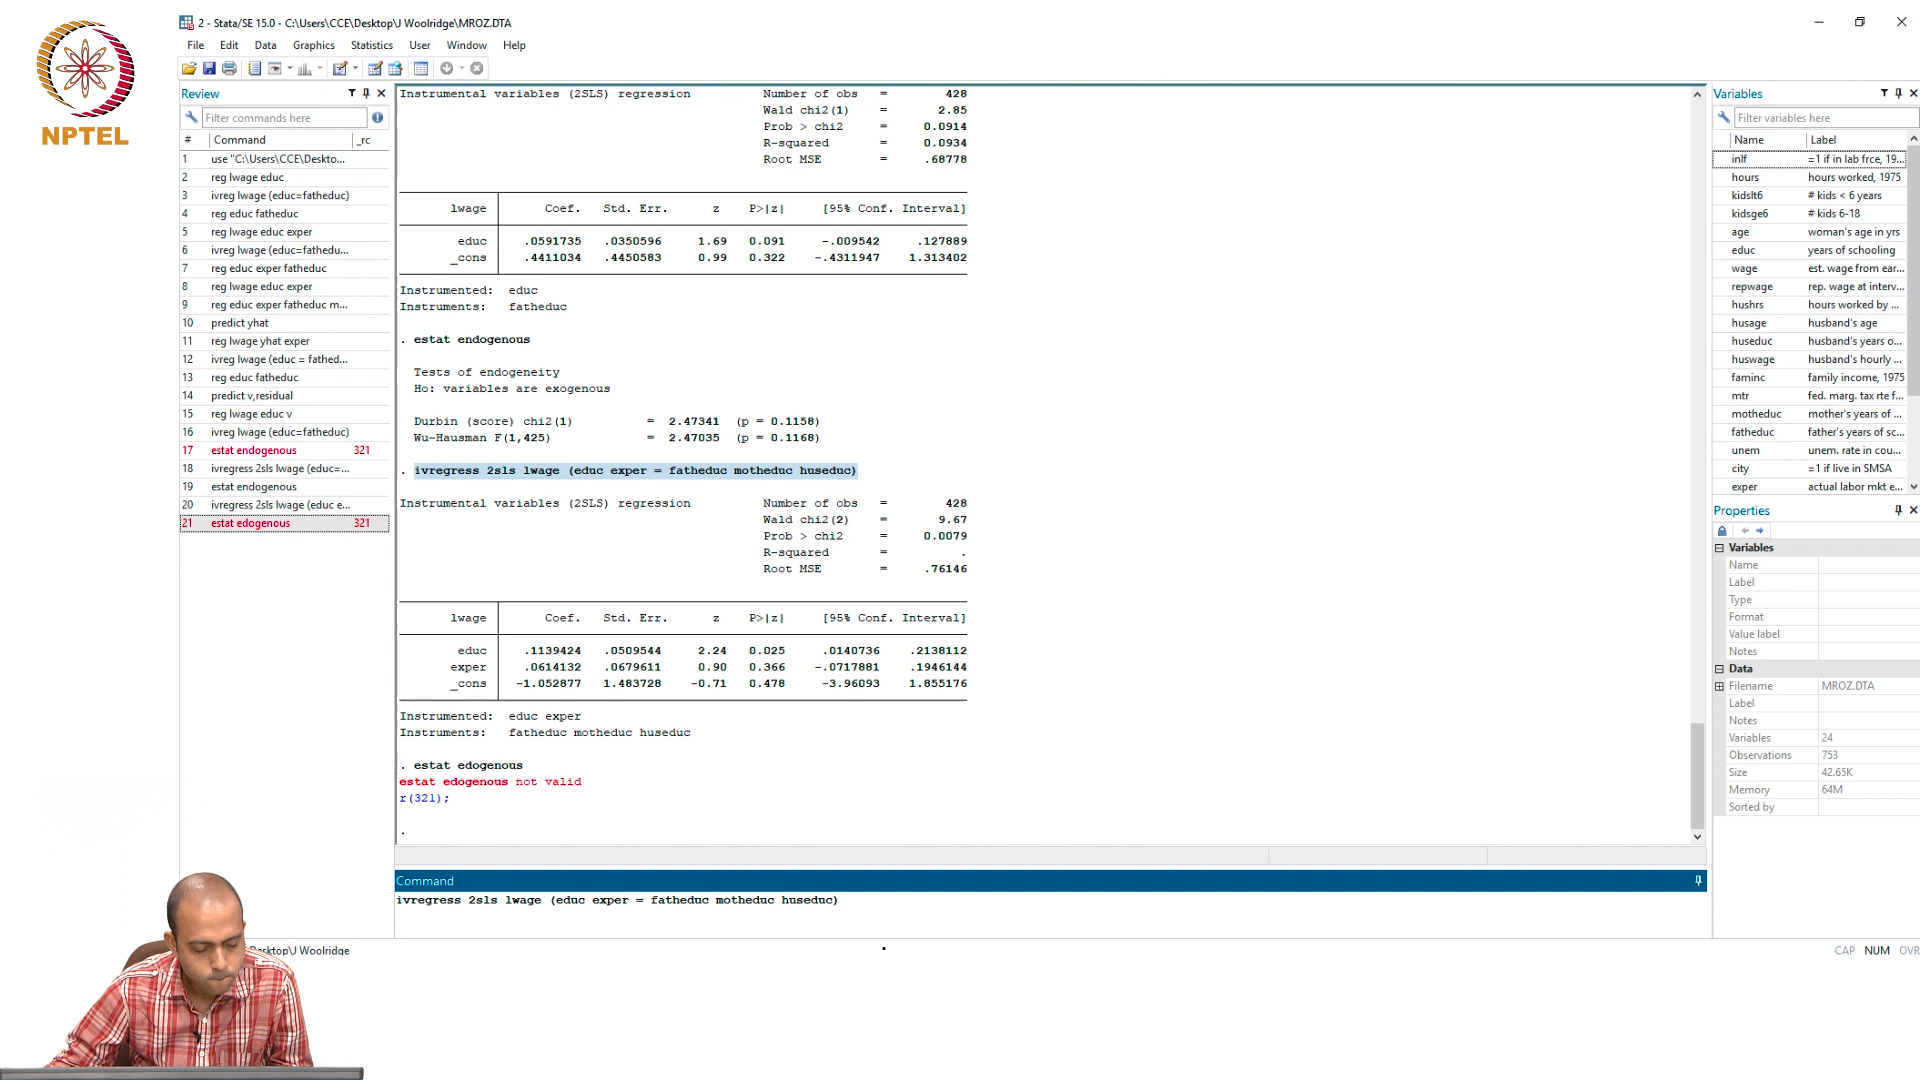 NPTEL
2 - Stata/SE 15.0 - C:\Users\CCE\Desktop\J Woolridge\MROZ.DTA
File Edit Data Graphics Statistics User Window Help
Review
Filter commands here
# Command _rc
1 use "C:\Users\CCE\Deskto...
2 reg lwage educ
3 ivreg lwage (educ=fatheduc)
4 reg educ fatheduc
5 reg lwage educ exper
6 ivreg lwage (educ=fathedu...
7 reg educ exper fatheduc
8 reg lwage educ exper
9 reg educ exper fatheduc m...
10 predict yhat
11 reg lwage yhat exper
12 ivreg lwage (educ = fathed...
13 reg educ fatheduc
14 predict v,residual
15 reg lwage educ v
16 ivreg lwage (educ=fatheduc)
17 estat endogenous 321
18 ivregress 2sls lwage (educ=...
19 estat endogenous
20 ivregress 2sls lwage (educ e...
21 estat edogenous 321
Instrumental variables (2SLS) regression Number of obs = 428
Wald chi2(1) = 2.85
Prob > chi2 = 0.0914
R-squared = 0.0934
Root MSE = .68778
lwage Coef. Std. Err. z P>|z| [95% Conf. Interval]
educ .0591735 .0350596 1.69 0.091 -.009542 .127889
_cons .4411034 .4450583 0.99 0.322 -.4311947 1.313402
Instrumented: educ
Instruments: fatheduc
. estat endogenous
Tests of endogeneity
Ho: variables are exogenous
Durbin (score) chi2(1) = 2.47341 (p = 0.1158)
Wu-Hausman F(1,425) = 2.47035 (p = 0.1168)
. ivregress 2sls lwage (educ exper = fatheduc motheduc huseduc)
Instrumental variables (2SLS) regression Number of obs = 428
Wald chi2(2) = 9.67
Prob > chi2 = 0.0079
R-squared = .
Root MSE = .76146
lwage Coef. Std. Err. z P>|z| [95% Conf. Interval]
educ .1139424 .0509544 2.24 0.025 .0140736 .2138112
exper .0614132 .0679611 0.90 0.366 -.0717881 .1946144
_cons -1.052877 1.483728 -0.71 0.478 -3.96093 1.855176
Instrumented: educ exper
Instruments: fatheduc motheduc huseduc
. estat edogenous
estat edogenous not valid
r(321);
.
Command
ivregress 2sls lwage (educ exper = fatheduc motheduc huseduc)
Variables
Filter variables here
Name Label
inlf =1 if in lab frce, 19...
hours hours worked, 1975
kidslt6 # kids < 6 years
kidsge6 # kids 6-18
age woman's age in yrs
educ years of schooling
wage est. wage from ear...
repwage rep. wage at interv...
hushrs hours worked by ...
husage husband's age
huseduc husband's years o...
huswage husband's hourly ...
faminc family income, 1975
mtr fed. marg. tax rte f...
motheduc mother's years of ...
fatheduc father's years of sc...
unem unem. rate in cou...
city =1 if live in SMSA
exper actual labor mkt e...
Properties
Variables
Name
Label
Type
Format
Value label
Notes
Data
Filename MROZ.DTA
Label
Notes
Variables 24
Observations 753
Size 42.65K
Memory 64M
Sorted by
esktop\J Woolridge
CAP NUM OVR